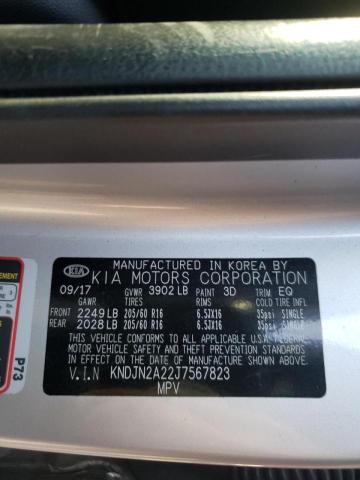 MANUFACTURED IN KOREA BY
KIA KIA MOTORS CORPORATION
09/17 GVWR 3902 LB PAINT 3D TRIM EQ
GAWR TIRES RIMS COLD TIRE INFL
FRONT 2249 LB 205/60 R16 6.5JX16 35psi SINGLE
REAR 2028 LB 205/60 R16 6.5JX16 35psi SINGLE
THIS VEHICLE CONFORMS TO ALL APPLICABLE U.S.A. FEDERAL
MOTOR VEHICLE SAFETY, BUMPER, AND THEFT PREVENTION
STANDARDS IN EFFECT ON THE DATE OF MANUFACTURE SHOWN ABOVE
V.I.N KNDJN2A22J7567823
MPV
P73